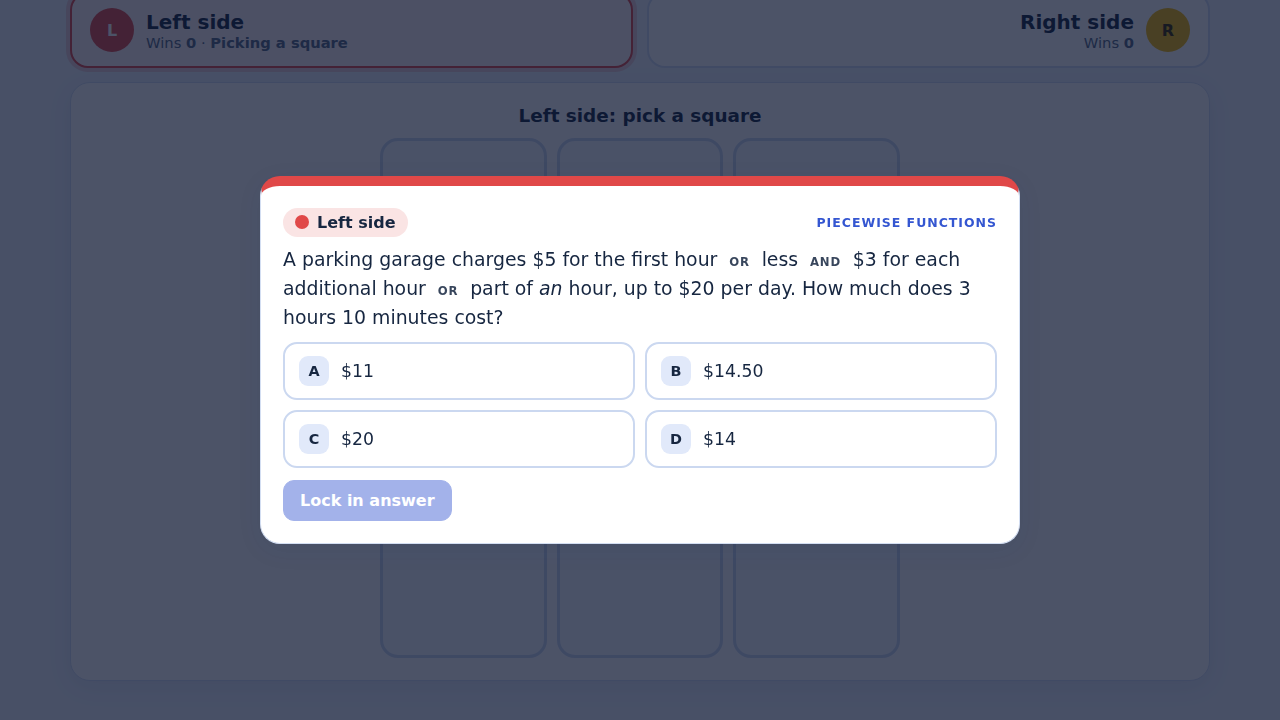 L
Left side
Wins 0 · Picking a square
Right side
Wins 0
R
Left side: pick a square
Left side
PIECEWISE FUNCTIONS
A parking garage charges $5 for the first hour OR less AND $3 for each
additional hour OR part of an hour, up to $20 per day. How much does 3
hours 10 minutes cost?
A $11
B $14.50
C $20
D $14
Lock in answer